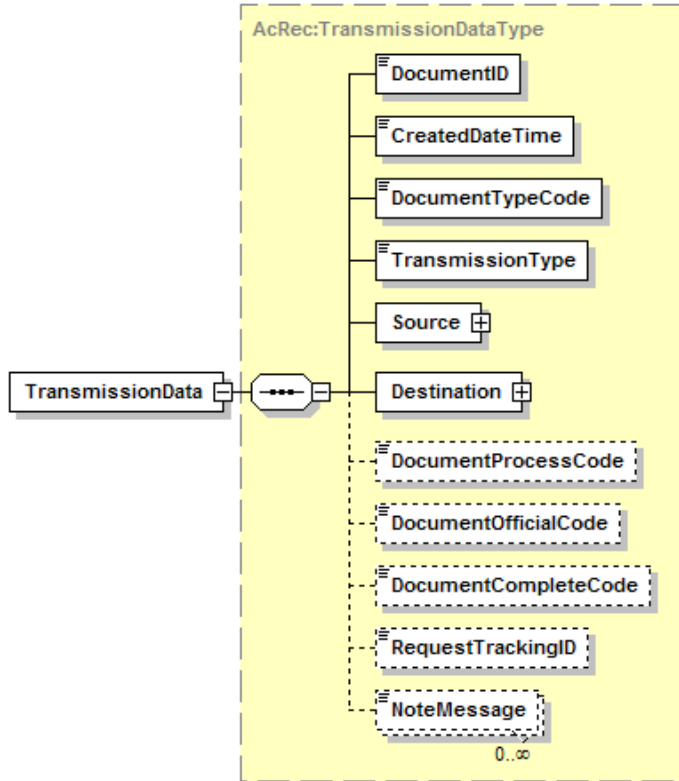 AcRec:TransmissionDataType
DocumentID
CreatedDateTime
DocumentTypeCode
TransmissionType
Source
TransmissionData
Destination
DocumentProcessCode
DocumentOfficialCode
DocumentCompleteCode
RequestTrackingID
NoteMessage
0..∞